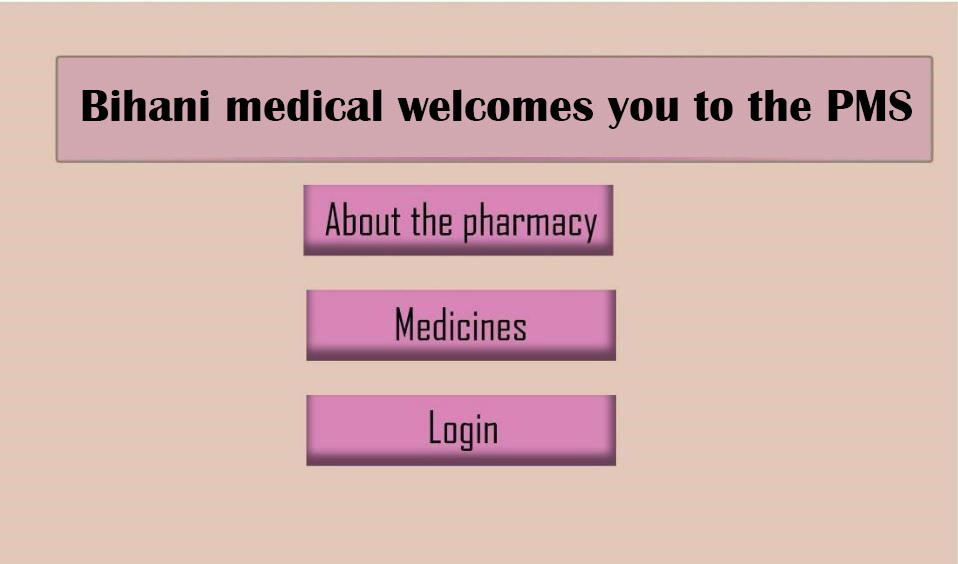 Bihani medical welcomes you to the PMS
About the pharmacy
Medicines
Login